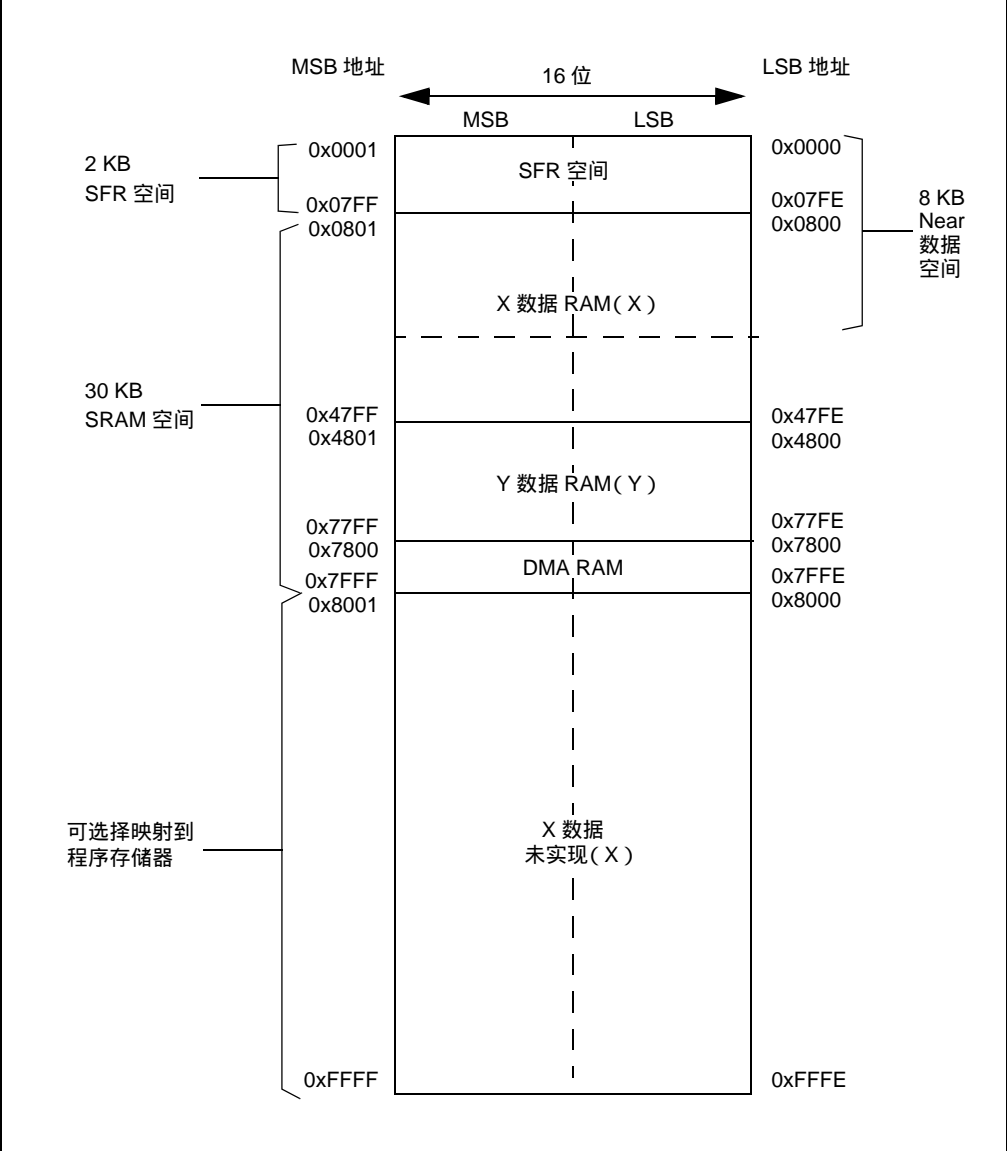 MSB 地址
16 位
LSB 地址
MSB
LSB
0x0001
0x0000
2 KB
SFR 空间
SFR 空间
0x07FF
0x07FE
0x0801
0x0800
8 KB
Near
数据
空间
X 数据 RAM(X)
30 KB
SRAM 空间
0x47FF
0x47FE
0x4801
0x4800
Y 数据 RAM(Y)
0x77FF
0x77FE
0x7800
0x7800
DMA RAM
0x7FFF
0x7FFE
0x8001
0x8000
可选择映射到
程序存储器
X 数据
未实现(X)
0xFFFF
0xFFFE